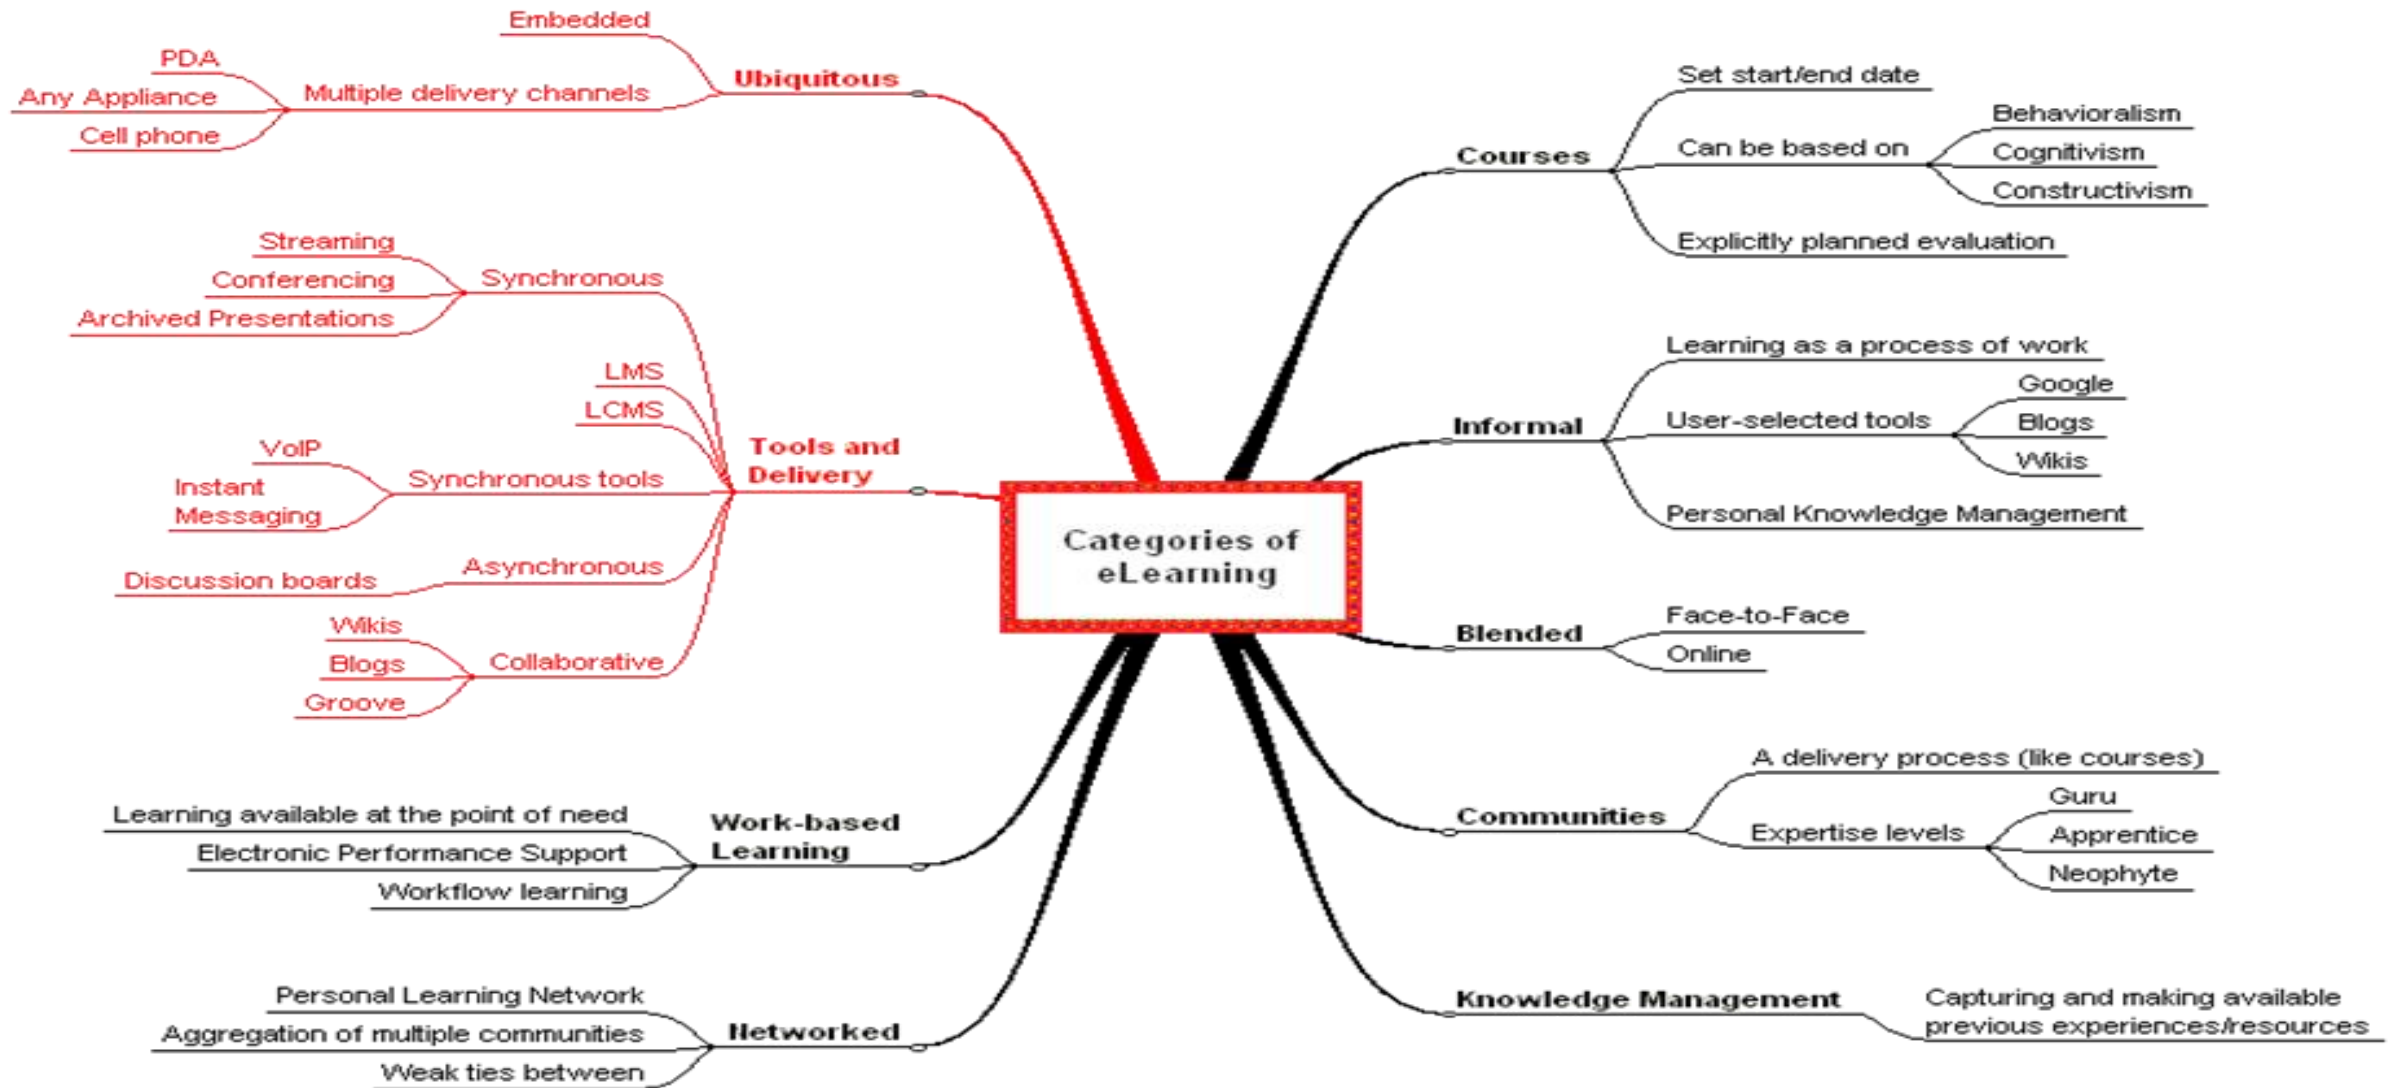 Categories of
eLearning
Ubiquitous
Embedded
Multiple delivery channels
PDA
Any Appliance
Cell phone
Tools and
Delivery
Synchronous
Streaming
Conferencing
Archived Presentations
LMS
LCMS
Synchronous tools
VoIP
Instant
Messaging
Asynchronous
Discussion boards
Collaborative
Wikis
Blogs
Groove
Work-based
Learning
Learning available at the point of need
Electronic Performance Support
Workflow learning
Networked
Personal Learning Network
Aggregation of multiple communities
Weak ties between
Courses
Set start/end date
Can be based on
Behavioralism
Cognitivism
Constructivism
Explicitly planned evaluation
Informal
Learning as a process of work
User-selected tools
Google
Blogs
Wikis
Personal Knowledge Management
Blended
Face-to-Face
Online
Communities
A delivery process (like courses)
Expertise levels
Guru
Apprentice
Neophyte
Knowledge Management
Capturing and making available
previous experiences/resources